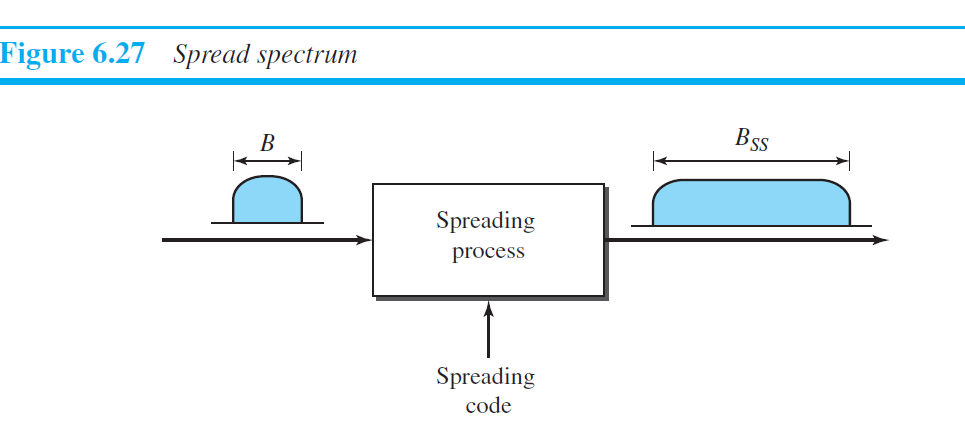 Figure 6.27 Spread spectrum
B
BSS
Spreading
process
Spreading
code